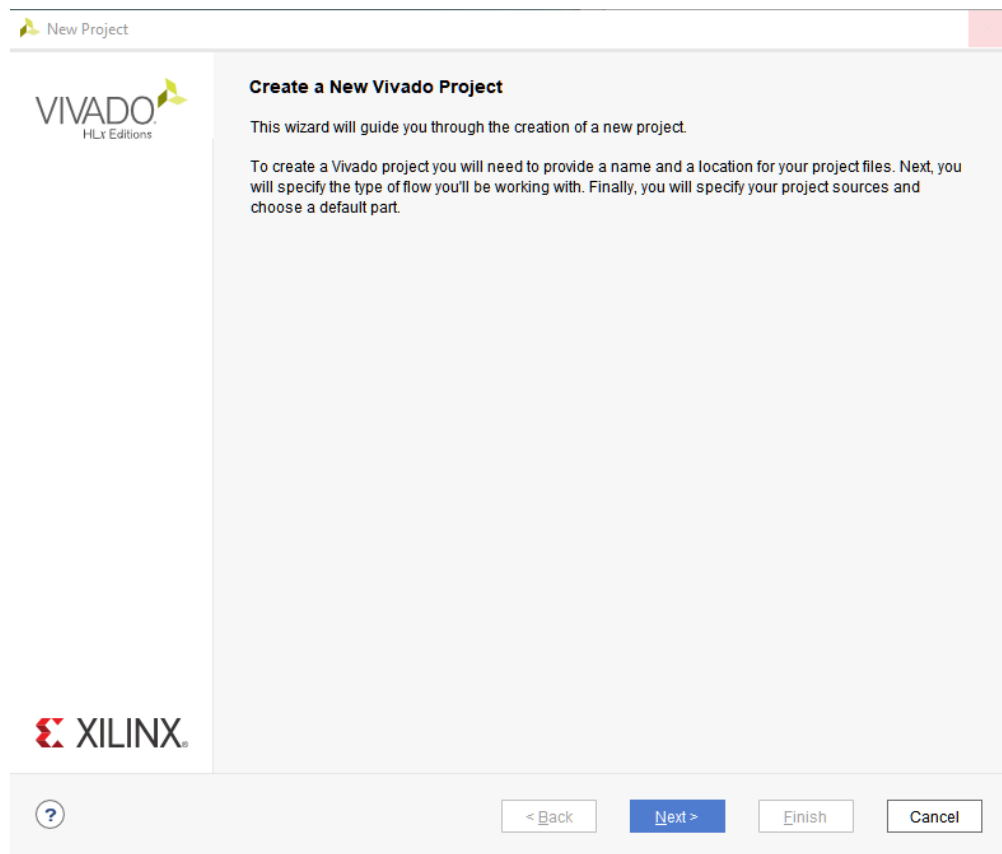 New Project
VIVADO.
HLx Editions
Create a New Vivado Project
This wizard will guide you through the creation of a new project.
To create a Vivado project you will need to provide a name and a location for your project files. Next, you
will specify the type of flow you'll be working with. Finally, you will specify your project sources and
choose a default part.
XILINX.
?
< Back
Next >
Finish
Cancel